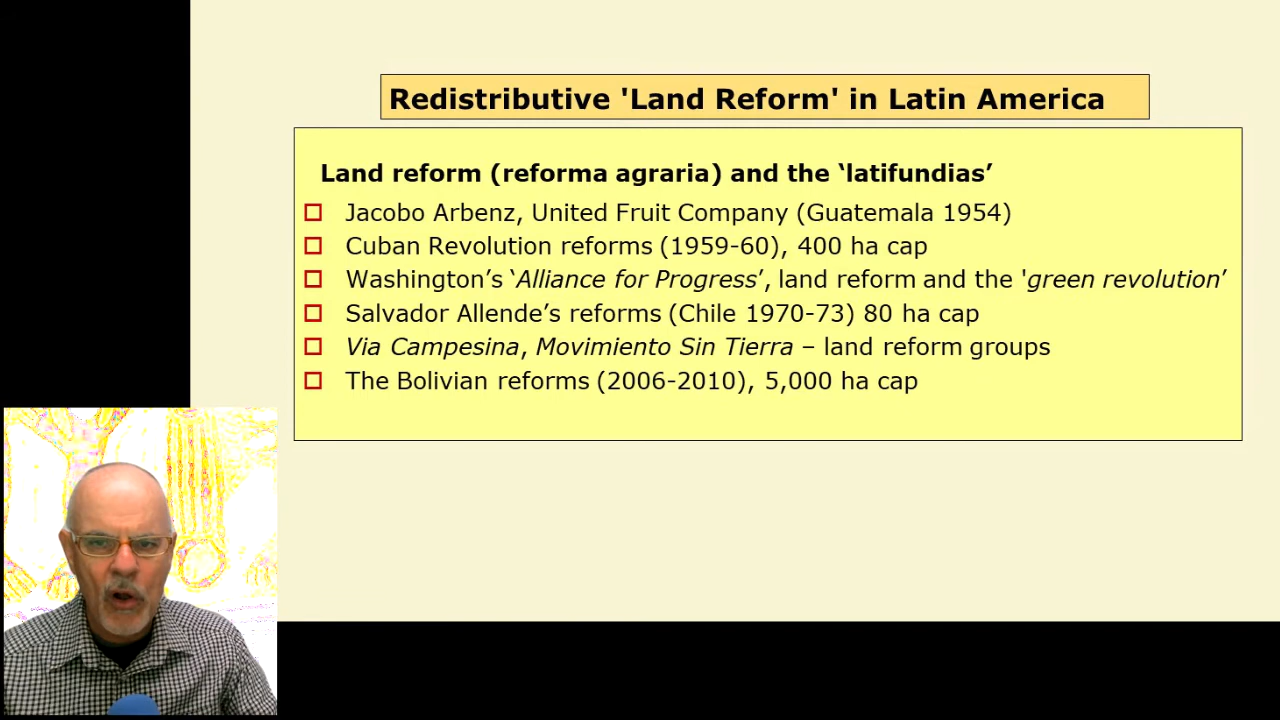 Redistributive 'Land Reform' in Latin America
Land reform (reforma agraria) and the ‘latifundias’
Jacobo Arbenz, United Fruit Company (Guatemala 1954)
Cuban Revolution reforms (1959-60), 400 ha cap
Washington’s ‘Alliance for Progress’, land reform and the 'green revolution’
Salvador Allende’s reforms (Chile 1970-73) 80 ha cap
Via Campesina, Movimiento Sin Tierra – land reform groups
The Bolivian reforms (2006-2010), 5,000 ha cap